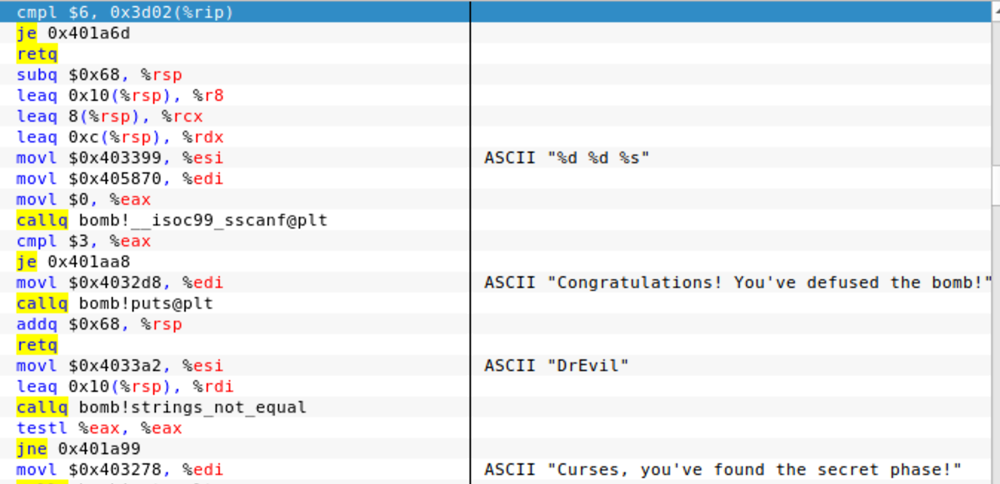 cmpl $6, 0x3d02(%rip)
je 0x401a6d
retq
subq $0x68, %rsp
leaq 0x10(%rsp), %r8
leaq 8(%rsp), %rcx
leaq 0xc(%rsp), %rdx
movl $0x403399, %esi ASCII "%d %d %s"
movl $0x405870, %edi
movl $0, %eax
callq bomb!__isoc99_sscanf@plt
cmpl $3, %eax
je 0x401aa8
movl $0x4032d8, %edi ASCII "Congratulations! You've defused the bomb!"
callq bomb!puts@plt
addq $0x68, %rsp
retq
movl $0x4033a2, %esi ASCII "DrEvil"
leaq 0x10(%rsp), %rdi
callq bomb!strings_not_equal
testl %eax, %eax
jne 0x401a99
movl $0x403278, %edi ASCII "Curses, you've found the secret phase!"